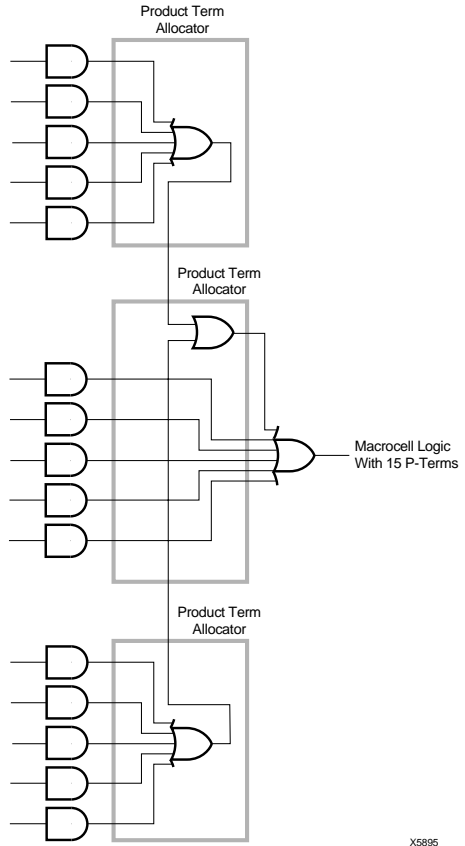 Product Term
Allocator
Product Term
Allocator
Macrocell Logic
With 15 P-Terms
Product Term
Allocator
X5895